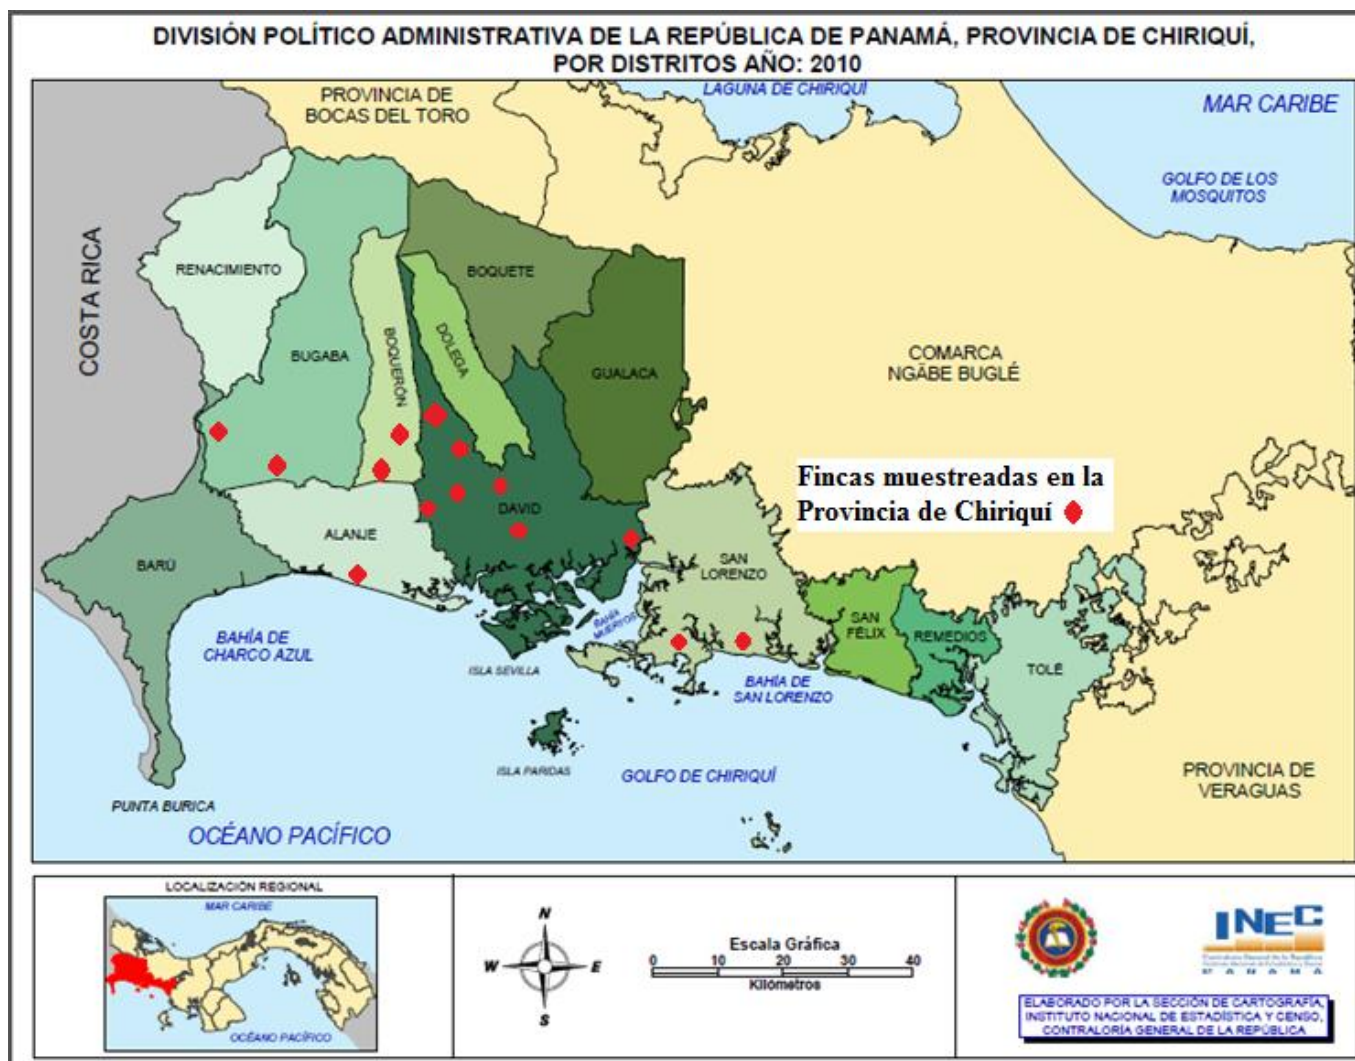 DIVISIÓN POLÍTICO ADMINISTRATIVA DE LA REPÚBLICA DE PANAMÁ, PROVINCIA DE CHIRIQUÍ,
POR DISTRITOS AÑO: 2010
PROVINCIA DE
BOCAS DEL TORO
LAGUNA DE CHIRIQUÍ
MAR CARIBE
GOLFO DE LOS
MOSQUITOS
COSTA RICA
RENACIMIENTO
BOQUETE
BUGABA
BOQUERÓN
DOLEGA
GUALACA
COMARCA
NGÄBE BUGLÉ
Fincas muestreadas en la
Provincia de Chiriquí
DAVID
ALANJE
BARÚ
SAN
LORENZO
SAN
FÉLIX
REMEDIOS
TOLÉ
BAHÍA DE
CHARCO AZUL
BAHÍA
MUERTOS
ISLA SEVILLA
BAHÍA DE
SAN LORENZO
ISLA PARIDAS
GOLFO DE CHIRIQUÍ
PROVINCIA DE
VERAGUAS
PUNTA BURICA
OCÉANO PACÍFICO
LOCALIZACIÓN REGIONAL
MAR CARIBE
OCÉANO PACÍFICO
N
W E
S
Escala Gráfica
0 10 20 30 40
Kilómetros
INEC
PANAMÁ
ELABORADO POR LA SECCIÓN DE CARTOGRAFÍA,
INSTITUTO NACIONAL DE ESTADÍSTICA Y CENSO,
CONTRALORÍA GENERAL DE LA REPÚBLICA